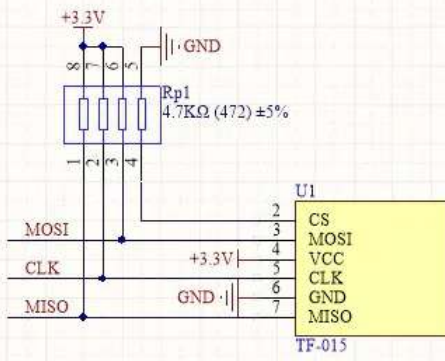 +3.3V
GND
8
7
6
5
Rp1
4.7KΩ (472) ±5%
1
2
3
4
U1
2
CS
MOSI
3
MOSI
+3.3V
4
VCC
CLK
5
CLK
GND
6
GND
MISO
7
MISO
TF-015